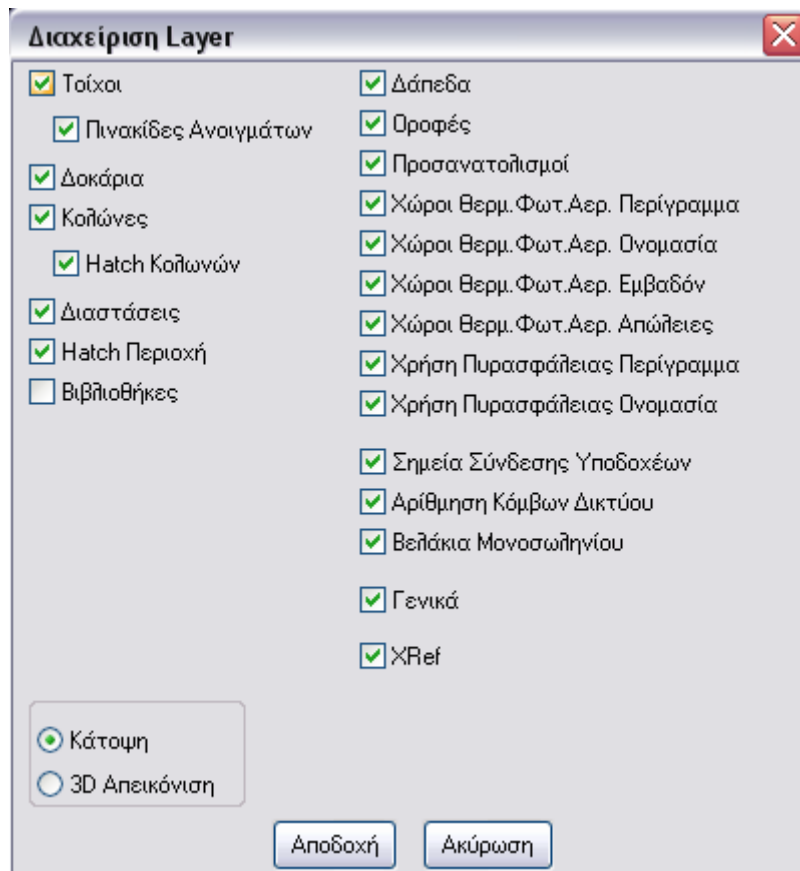 Διαχείριση Layer
Τοίχοι
Πινακίδες Ανοιγμάτων
Δοκάρια
Κολώνες
Hatch Κολωνών
Διαστάσεις
Hatch Περιοχή
Βιβλιοθήκες
Δάπεδα
Οροφές
Προσανατολισμοί
Χώροι Θερμ.Φωτ.Αερ. Περίγραμμα
Χώροι Θερμ.Φωτ.Αερ. Ονομασία
Χώροι Θερμ.Φωτ.Αερ. Εμβαδόν
Χώροι Θερμ.Φωτ.Αερ. Απώλειες
Χρήση Πυρασφάλειας Περίγραμμα
Χρήση Πυρασφάλειας Ονομασία
Σημεία Σύνδεσης Υποδοχέων
Αρίθμηση Κόμβων Δικτύου
Βελάκια Μονοσωληνίου
Γενικά
XRef
Κάτοψη
3D Απεικόνιση
Αποδοχή
Ακύρωση